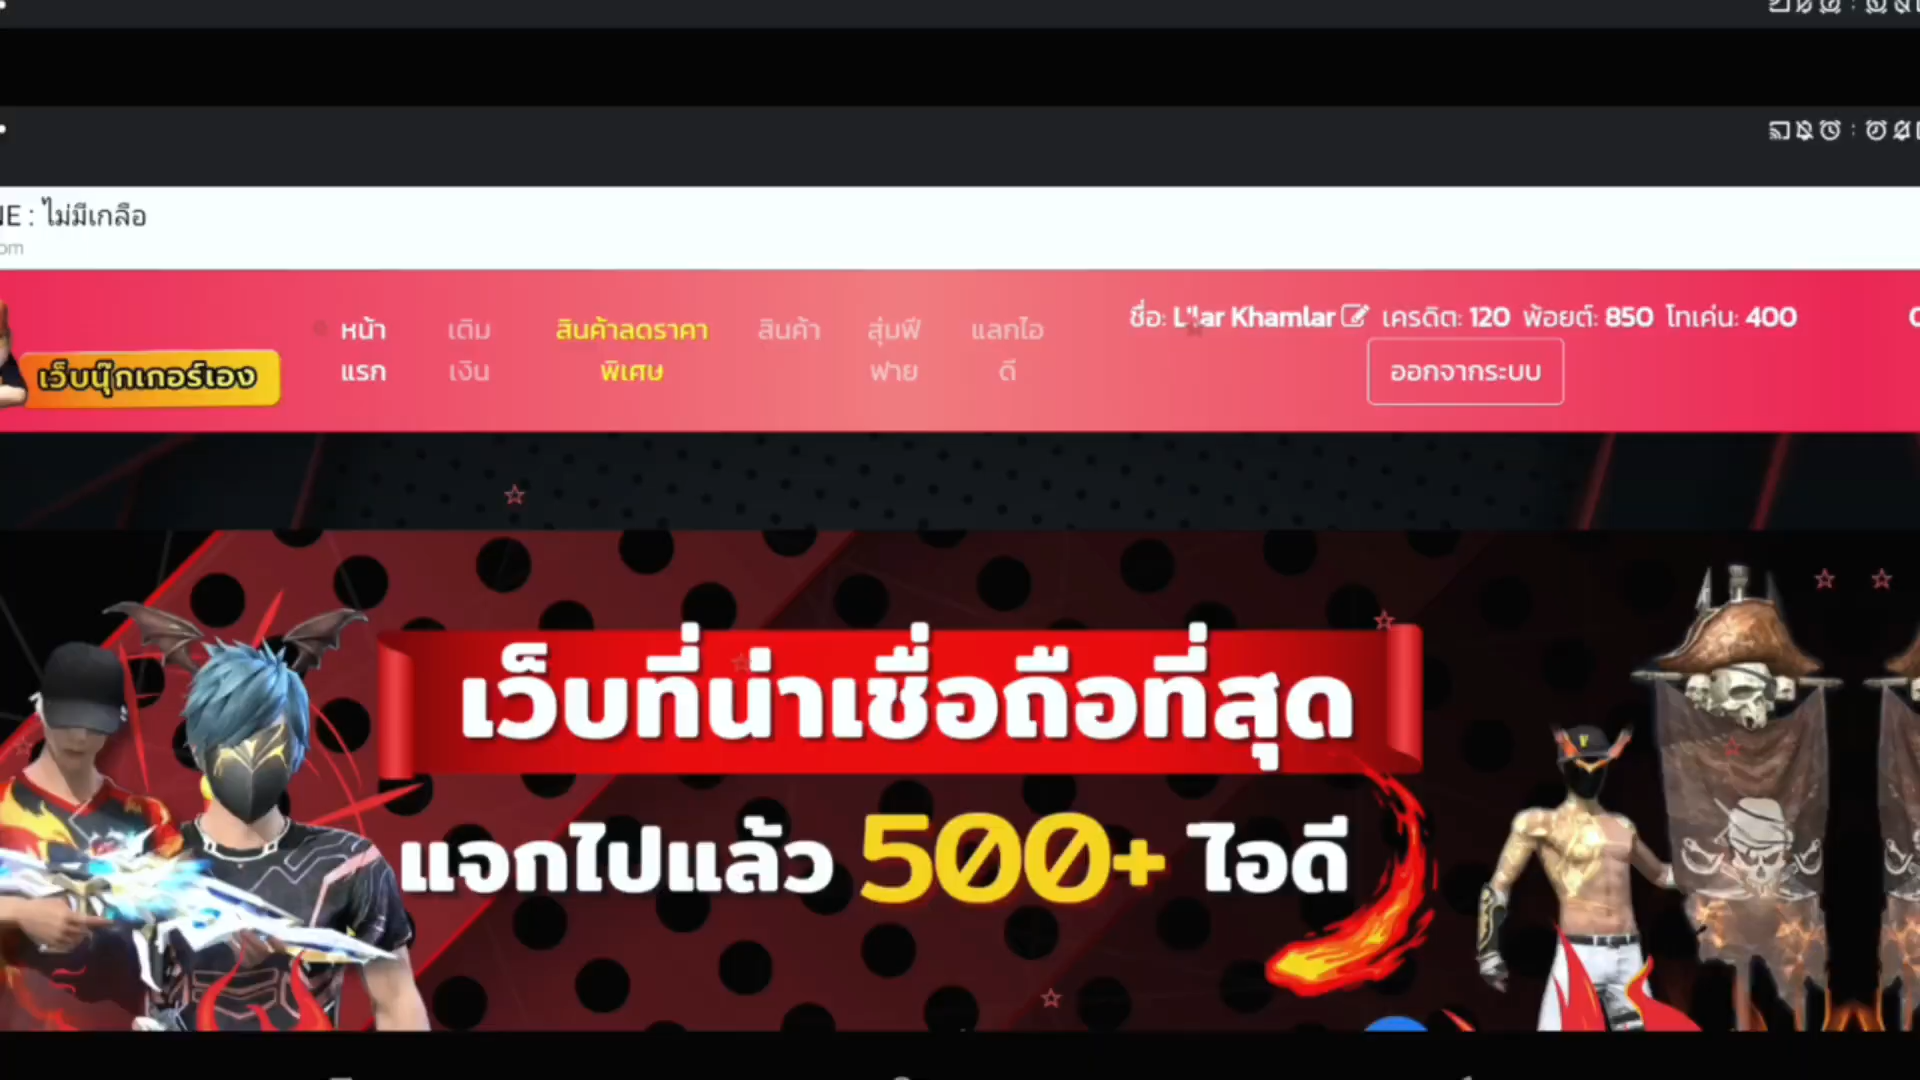 NE : ไม่มีเกลือ
om
เว็บนุ๊กเกอร์เอง
หน้า
แรก
เติม
เงิน
สินค้าลดราคา
พิเศษ
สินค้า
สุ่มฟี
ฟาย
แลกไอ
ดี
ชื่อ: Khamlar เครดิต: 120 พ้อยต์: 850 โทเค่น: 400
ออกจากระบบ
เว็บที่น่าเชื่อถือที่สุด
แจกไปแล้ว 500+ ไอดี